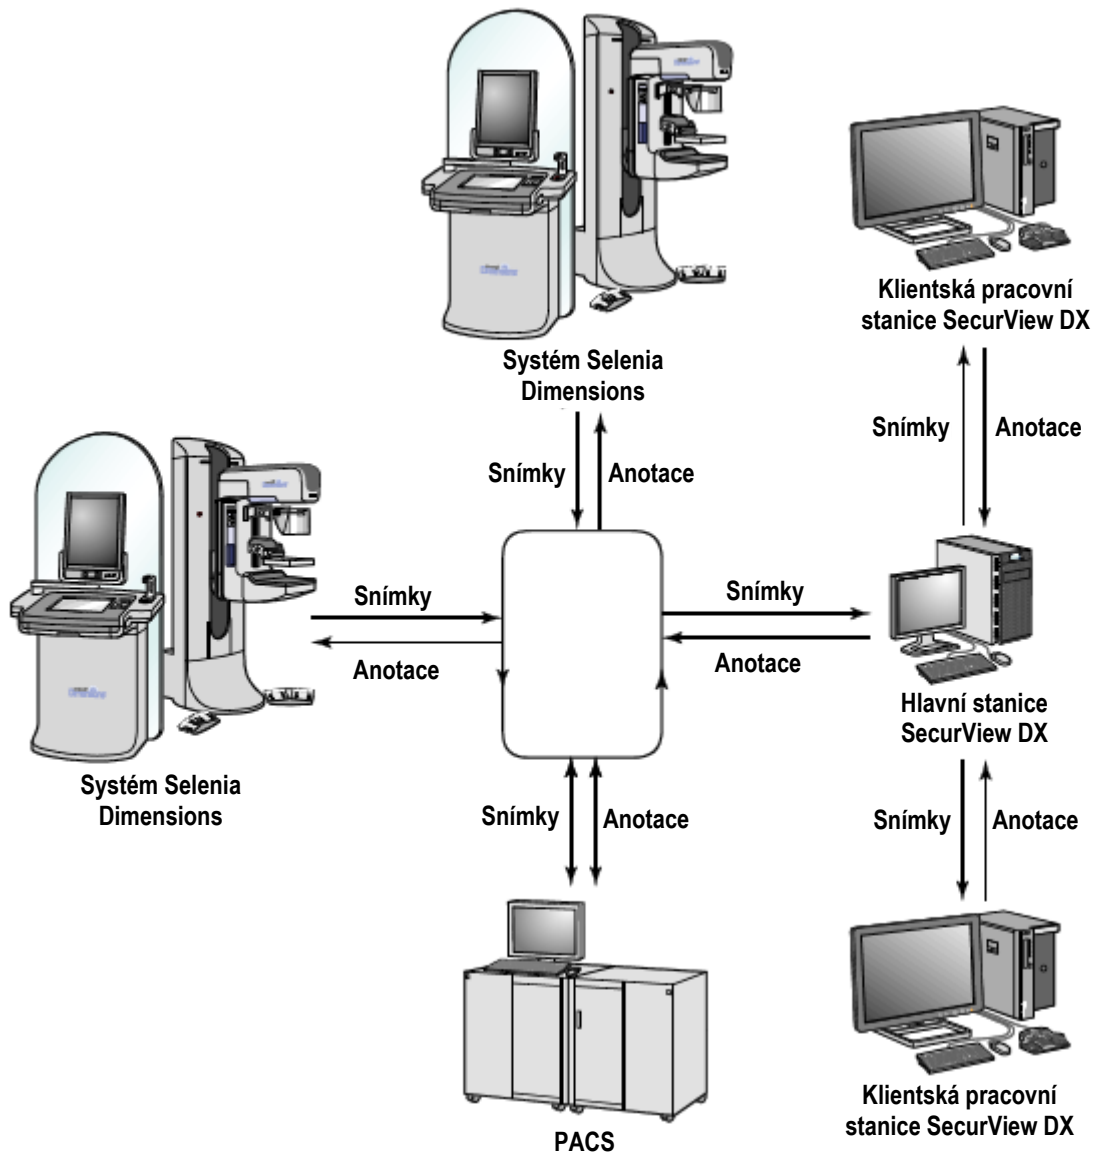 Klientská pracovní
stanice SecurView DX
Systém Selenia
Dimensions
Snímky
Anotace
Snímky
Anotace
Snímky
Anotace
Snímky
Anotace
Hlavní stanice
SecurView DX
Systém Selenia
Dimensions
Snímky
Anotace
Snímky
Anotace
Klientská pracovní
stanice SecurView DX
PACS